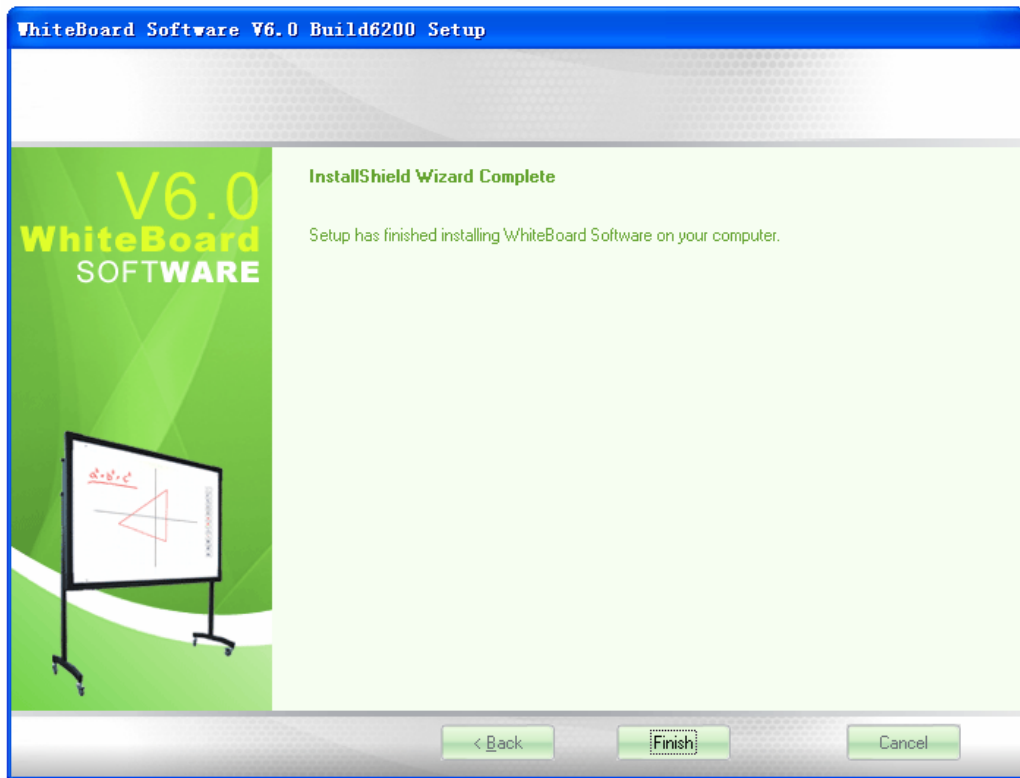 WhiteBoard Software V6.0 Build6200 Setup
V6.0
WhiteBoard
SOFTWARE
InstallShield Wizard Complete
Setup has finished installing WhiteBoard Software on your computer.
< Back
Finish
Cancel